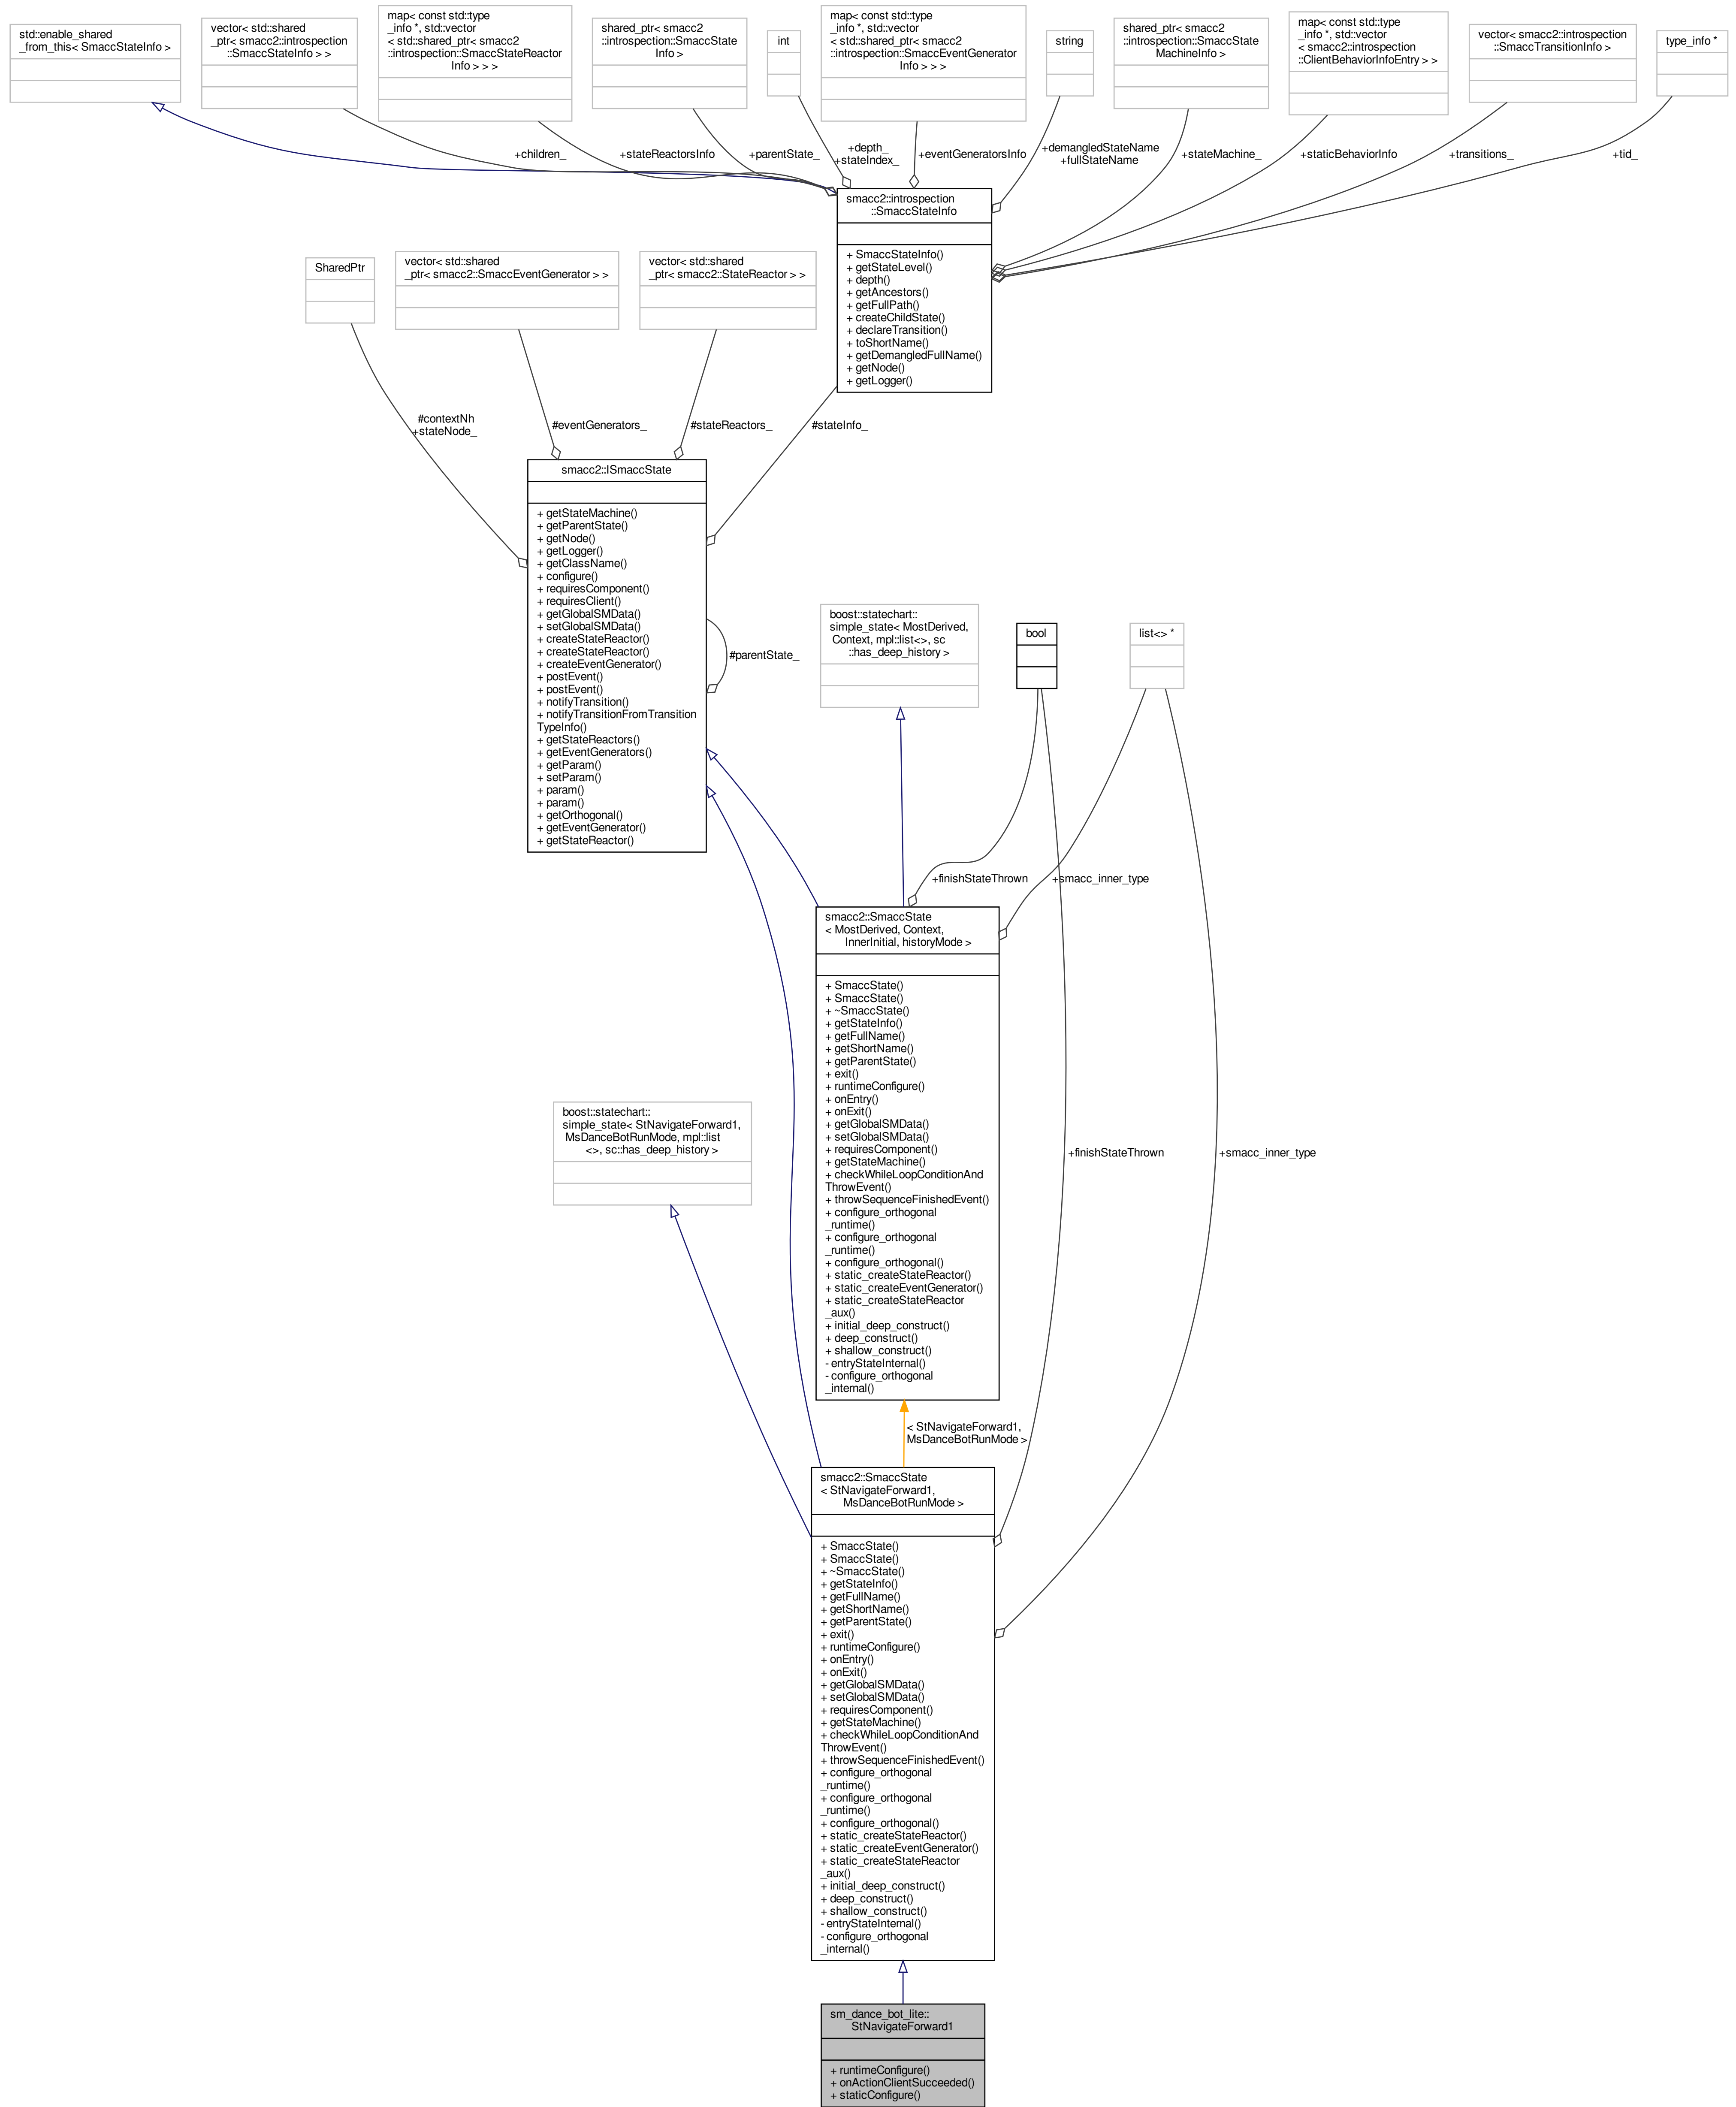 std::enable_shared
_from_this< SmaccStateInfo >
vector< std::shared
_ptr< smacc2::introspection
::SmaccStateInfo > >
map< const std::type
_info *, std::vector
< std::shared_ptr< smacc2
::introspection::SmaccStateReactor
Info > > >
shared_ptr< smacc2
::introspection::SmaccState
Info >
int
map< const std::type
_info *, std::vector
< std::shared_ptr< smacc2
::introspection::SmaccEventGenerator
Info > > >
string
shared_ptr< smacc2
::introspection::SmaccState
MachineInfo >
map< const std::type
_info *, std::vector
< smacc2::introspection
::ClientBehaviorInfoEntry > >
vector< smacc2::introspection
::SmaccTransitionInfo >
type_info *
+children_
+stateReactorsInfo
+parentState_
+depth_
+stateIndex_
+eventGeneratorsInfo
+demangledStateName
+fullStateName
+stateMachine_
+staticBehaviorInfo
+transitions_
+tid_
smacc2::introspection
::SmaccStateInfo
+ SmaccStateInfo()
+ getStateLevel()
+ depth()
+ getAncestors()
+ getFullPath()
+ createChildState()
+ declareTransition()
+ toShortName()
+ getDemangledFullName()
+ getNode()
+ getLogger()
SharedPtr
vector< std::shared
_ptr< smacc2::SmaccEventGenerator > >
vector< std::shared
_ptr< smacc2::StateReactor > >
#contextNh
+stateNode_
#eventGenerators_
#stateReactors_
#stateInfo_
smacc2::ISmaccState
+ getStateMachine()
+ getParentState()
+ getNode()
+ getLogger()
+ getClassName()
+ configure()
+ requiresComponent()
+ requiresClient()
+ getGlobalSMData()
+ setGlobalSMData()
+ createStateReactor()
+ createStateReactor()
+ createEventGenerator()
+ postEvent()
+ postEvent()
+ notifyTransition()
+ notifyTransitionFromTransition
TypeInfo()
+ getStateReactors()
+ getEventGenerators()
+ getParam()
+ setParam()
+ param()
+ param()
+ getOrthogonal()
+ getEventGenerator()
+ getStateReactor()
#parentState_
boost::statechart::
simple_state< MostDerived,
Context, mpl::list<>, sc
::has_deep_history >
bool
list<> *
+finishStateThrown
+smacc_inner_type
smacc2::SmaccState
< MostDerived, Context,
InnerInitial, historyMode >
+ SmaccState()
+ SmaccState()
+ ~SmaccState()
+ getStateInfo()
+ getFullName()
+ getShortName()
+ getParentState()
+ exit()
+ runtimeConfigure()
+ onEntry()
+ onExit()
+ getGlobalSMData()
+ setGlobalSMData()
+ requiresComponent()
+ getStateMachine()
+ checkWhileLoopConditionAnd
ThrowEvent()
+ throwSequenceFinishedEvent()
+ configure_orthogonal
_runtime()
+ configure_orthogonal
_runtime()
+ configure_orthogonal()
+ static_createStateReactor()
+ static_createEventGenerator()
+ static_createStateReactor
_aux()
+ initial_deep_construct()
+ deep_construct()
+ shallow_construct()
- entryStateInternal()
- configure_orthogonal
_internal()
boost::statechart::
simple_state< StNavigateForward1,
MsDanceBotRunMode, mpl::list
<>, sc::has_deep_history >
+finishStateThrown
+smacc_inner_type
< StNavigateForward1,
MsDanceBotRunMode >
smacc2::SmaccState
< StNavigateForward1,
MsDanceBotRunMode >
+ SmaccState()
+ SmaccState()
+ ~SmaccState()
+ getStateInfo()
+ getFullName()
+ getShortName()
+ getParentState()
+ exit()
+ runtimeConfigure()
+ onEntry()
+ onExit()
+ getGlobalSMData()
+ setGlobalSMData()
+ requiresComponent()
+ getStateMachine()
+ checkWhileLoopConditionAnd
ThrowEvent()
+ throwSequenceFinishedEvent()
+ configure_orthogonal
_runtime()
+ configure_orthogonal
_runtime()
+ configure_orthogonal()
+ static_createStateReactor()
+ static_createEventGenerator()
+ static_createStateReactor
_aux()
+ initial_deep_construct()
+ deep_construct()
+ shallow_construct()
- entryStateInternal()
- configure_orthogonal
_internal()
sm_dance_bot_lite::
StNavigateForward1
+ runtimeConfigure()
+ onActionClientSucceeded()
+ staticConfigure()